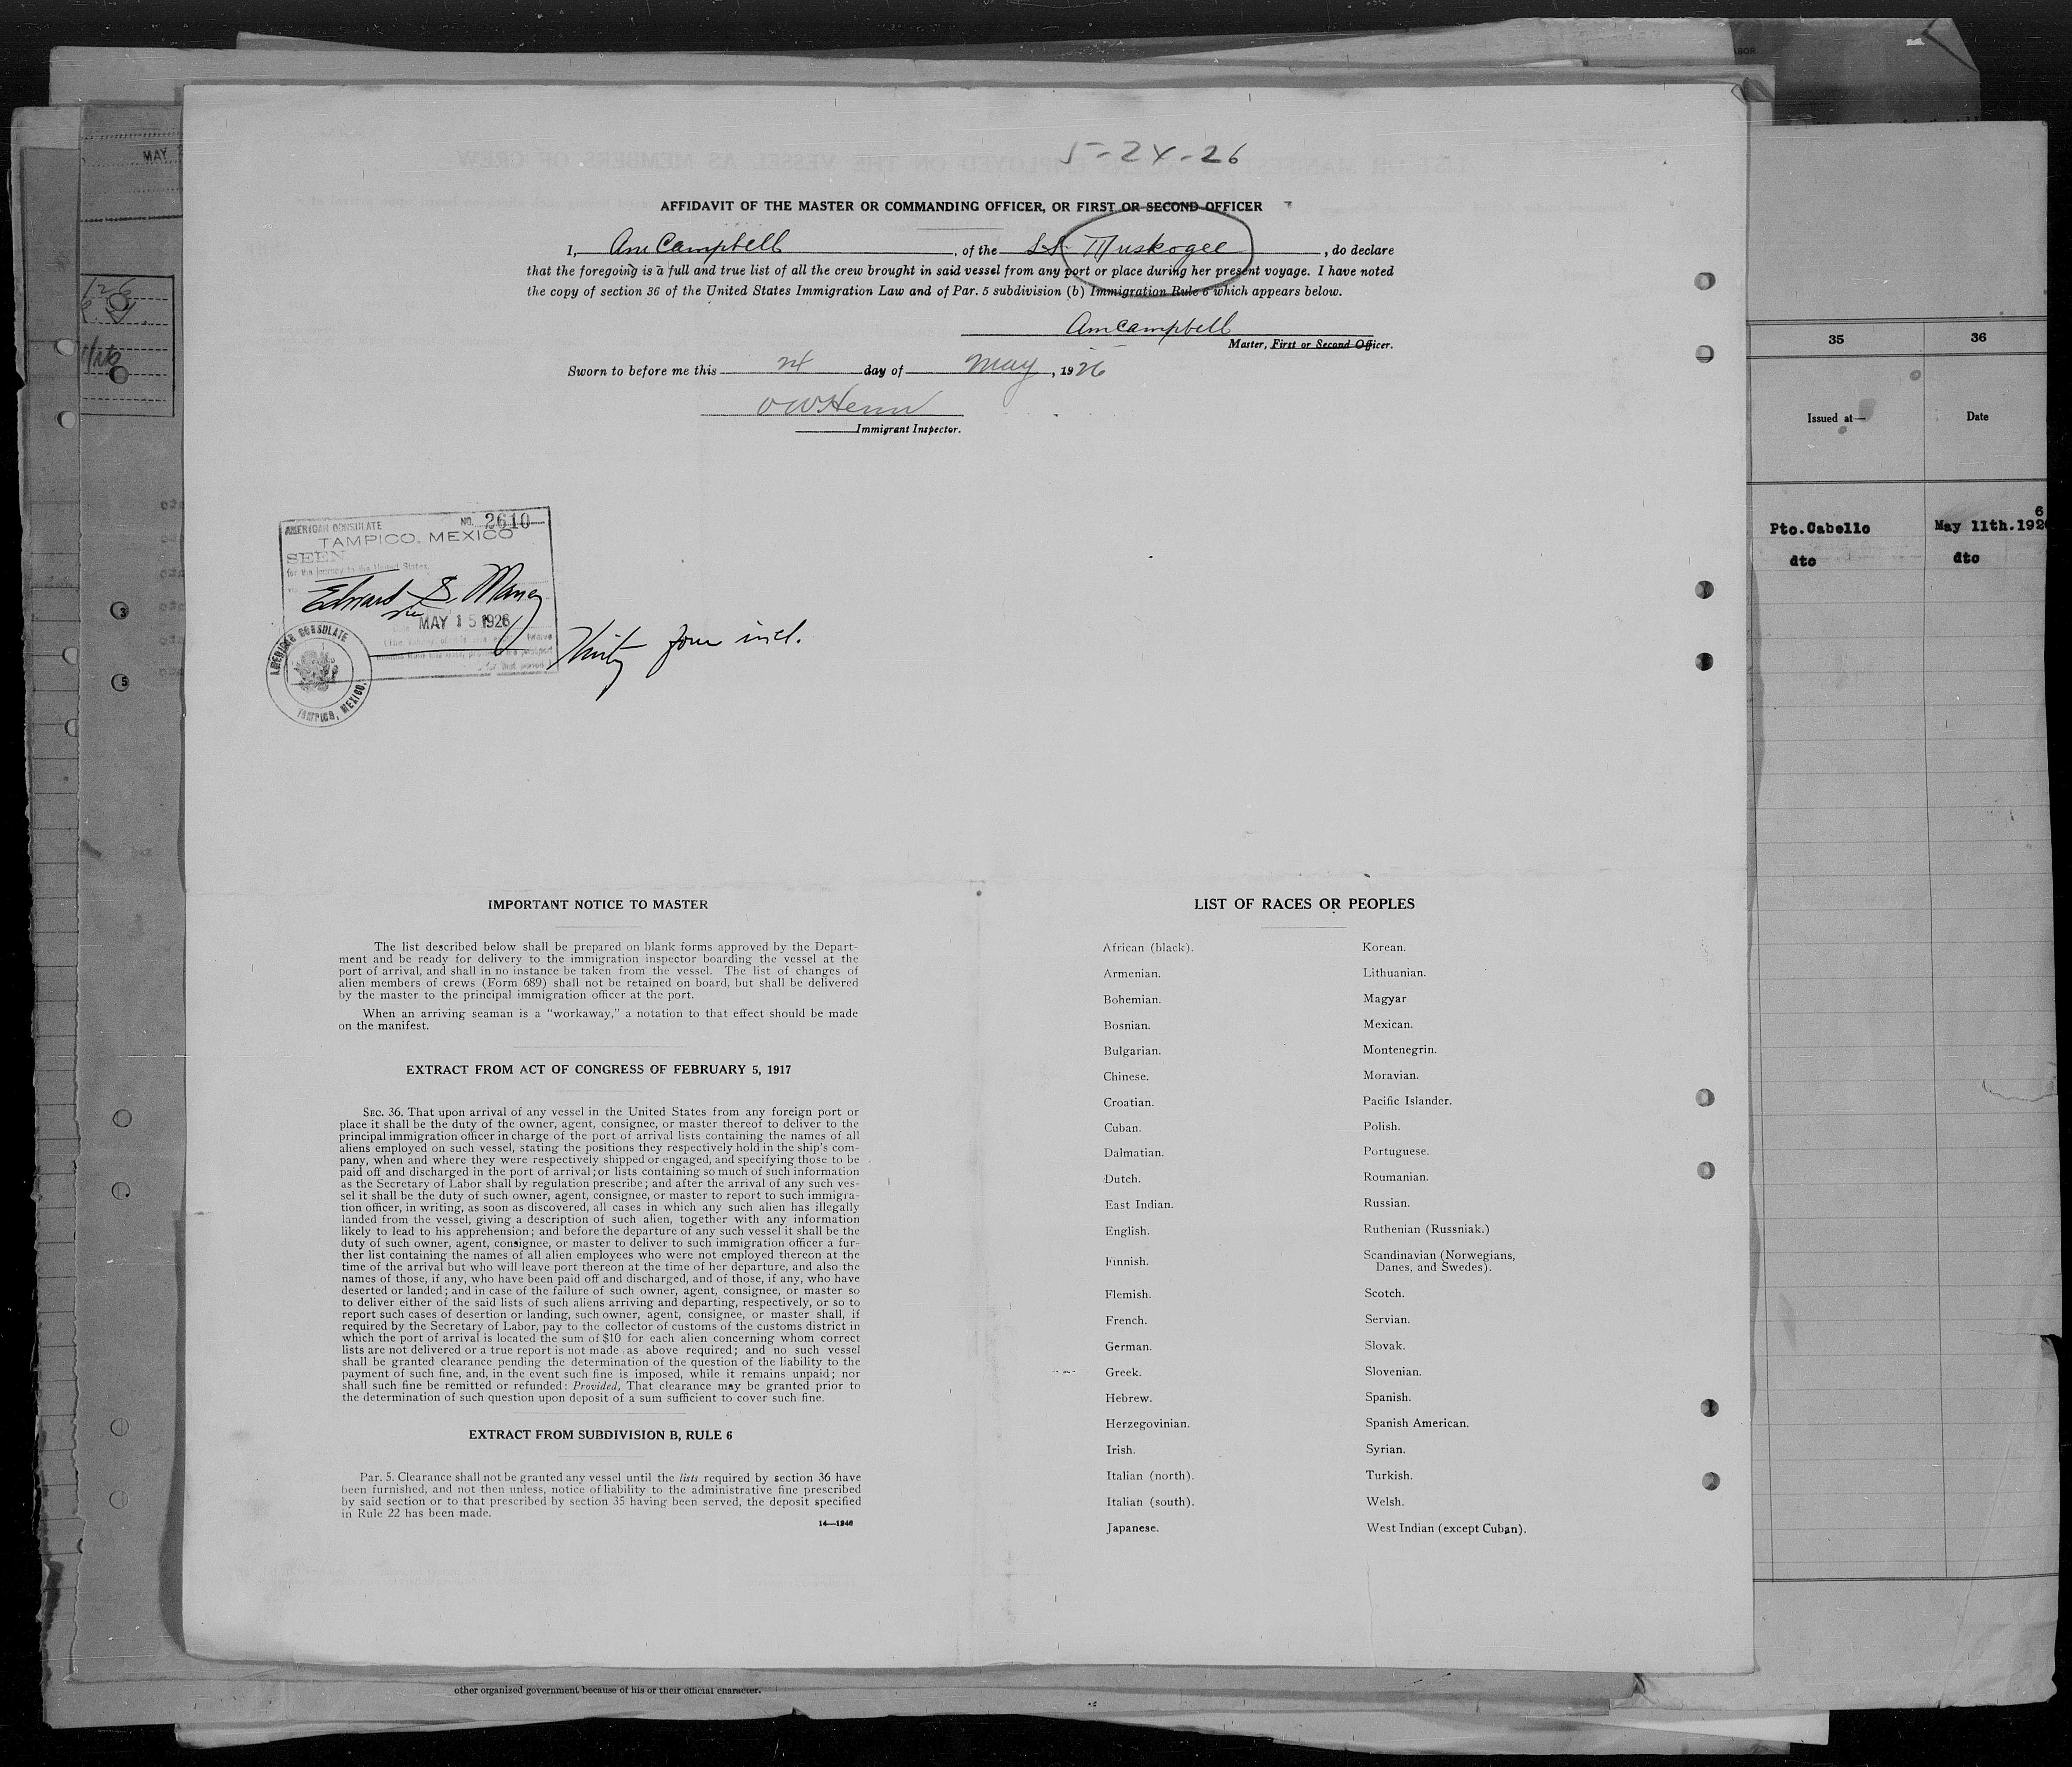 5-24-26
AFFIDAVIT OF THE MASTER OR COMMANDING OFFICER, OR FIRST OR SECOND OFFICER
I, Am Campbell, of the SS Muskogee, do declare
that the foregoing is a full and true list of all the crew brought in said vessel from any port or place during her present voyage. I have noted
the copy of section 36 of the United States Immigration Law and of Par. 5 subdivision (b) Immigration Rule 6 which appears below.
Am Campbell
Master, First or Second Officer.
Sworn to before me this 24 day of May, 1926
Immigrant Inspector.
AMERICAN CONSULATE NO. 2610
TAMPICO, MEXICO
SEEN
for the journey to the United States.
Edward S. Maney
MAY 15 1926
AMERICAN CONSULATE
TAMPICO, MEXICO.
Thirty four incl.
IMPORTANT NOTICE TO MASTER
The list described below shall be prepared on blank forms approved by the Depart-
ment and be ready for delivery to the immigration inspector boarding the vessel at the
port of arrival, and shall in no instance be taken from the vessel. The list of changes of
alien members of crews (Form 689) shall not be retained on board, but shall be delivered
by the master to the principal immigration officer at the port.
When an arriving seaman is a "workaway," a notation to that effect should be made
on the manifest.
EXTRACT FROM ACT OF CONGRESS OF FEBRUARY 5, 1917
SEC. 36. That upon arrival of any vessel in the United States from any foreign port or
place it shall be the duty of the owner, agent, consignee, or master thereof to deliver to the
principal immigration officer in charge of the port of arrival lists containing the names of all
aliens employed on such vessel, stating the positions they respectively hold in the ship's com-
pany, when and where they were respectively shipped or engaged, and specifying those to be
paid off and discharged in the port of arrival; or lists containing so much of such information
as the Secretary of Labor shall by regulation prescribe; and after the arrival of any such ves-
sel it shall be the duty of such owner, agent, consignee, or master to report to such immigra-
tion officer, in writing, as soon as discovered, all cases in which any such alien has illegally
landed from the vessel, giving a description of such alien, together with any information
likely to lead to his apprehension; and before the departure of any such vessel it shall be the
duty of such owner, agent, consignee, or master to deliver to such immigration officer a fur-
ther list containing the names of all alien employees who were not employed thereon at the
time of the arrival but who will leave port thereon at the time of her departure, and also the
names of those, if any, who have been paid off and discharged, and of those, if any, who have
deserted or landed; and in case of the failure of such owner, agent, consignee, or master so
to deliver either of the said lists of such aliens arriving and departing, respectively, or so to
report such cases of desertion or landing, such owner, agent, consignee, or master shall, if
required by the Secretary of Labor, pay to the collector of customs of the customs district in
which the port of arrival is located the sum of $10 for each alien concerning whom correct
lists are not delivered or a true report is not made as above required; and no such vessel
shall be granted clearance pending the determination of the question of the liability to the
payment of such fine, and, in the event such fine is imposed, while it remains unpaid; nor
shall such fine be remitted or refunded: Provided, That clearance may be granted prior to
the determination of such question upon deposit of a sum sufficient to cover such fine.
EXTRACT FROM SUBDIVISION B, RULE 6
Par. 5. Clearance shall not be granted any vessel until the lists required by section 36 have
been furnished, and not then unless, notice of liability to the administrative fine prescribed
by said section or to that prescribed by section 35 having been served, the deposit specified
in Rule 22 has been made.
14—1246
LIST OF RACES OR PEOPLES
African (black).
Armenian.
Bohemian.
Bosnian.
Bulgarian.
Chinese.
Croatian.
Cuban.
Dalmatian.
Dutch.
East Indian.
English.
Finnish.
Flemish.
French.
German.
Greek.
Hebrew.
Herzegovinian.
Irish.
Italian (north).
Italian (south).
Japanese.
Korean.
Lithuanian.
Magyar
Mexican.
Montenegrin.
Moravian.
Pacific Islander.
Polish.
Portuguese.
Roumanian.
Russian.
Ruthenian (Russniak.)
Scandinavian (Norwegians,
Danes, and Swedes).
Scotch.
Servian.
Slovak.
Slovenian.
Spanish.
Spanish American.
Syrian.
Turkish.
Welsh.
West Indian (except Cuban).
35 36
Issued at— Date
Pto.Cabello May 11th.1926
dto dto
MAY
3
5
other organized government because of his or their official character.